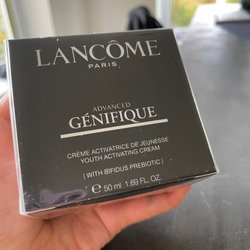 LANCÔME
PARIS
ADVANCED
GÉNIFIQUE
CRÈME ACTIVATRICE DE JEUNESSE
YOUTH ACTIVATING CREAM
| WITH BIFIDUS PREBIOTIC |
℮ 50 ml 1.69 FL. OZ.